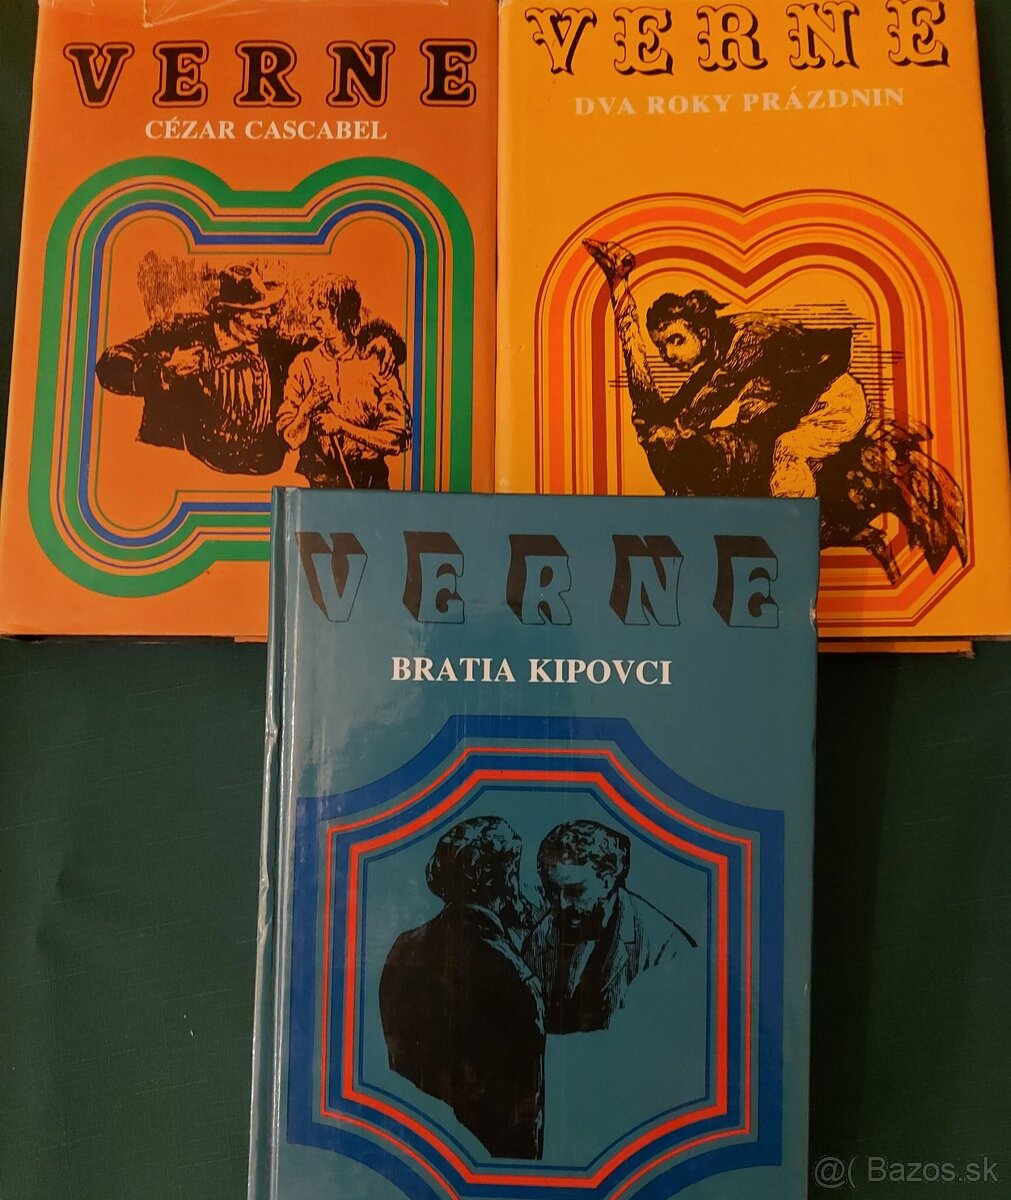 VERNE
CÉZAR CASCABEL
VERNE
DVA ROKY PRÁZDNIN
VERNE
BRATIA KIPOVCI
@( Bazos.sk